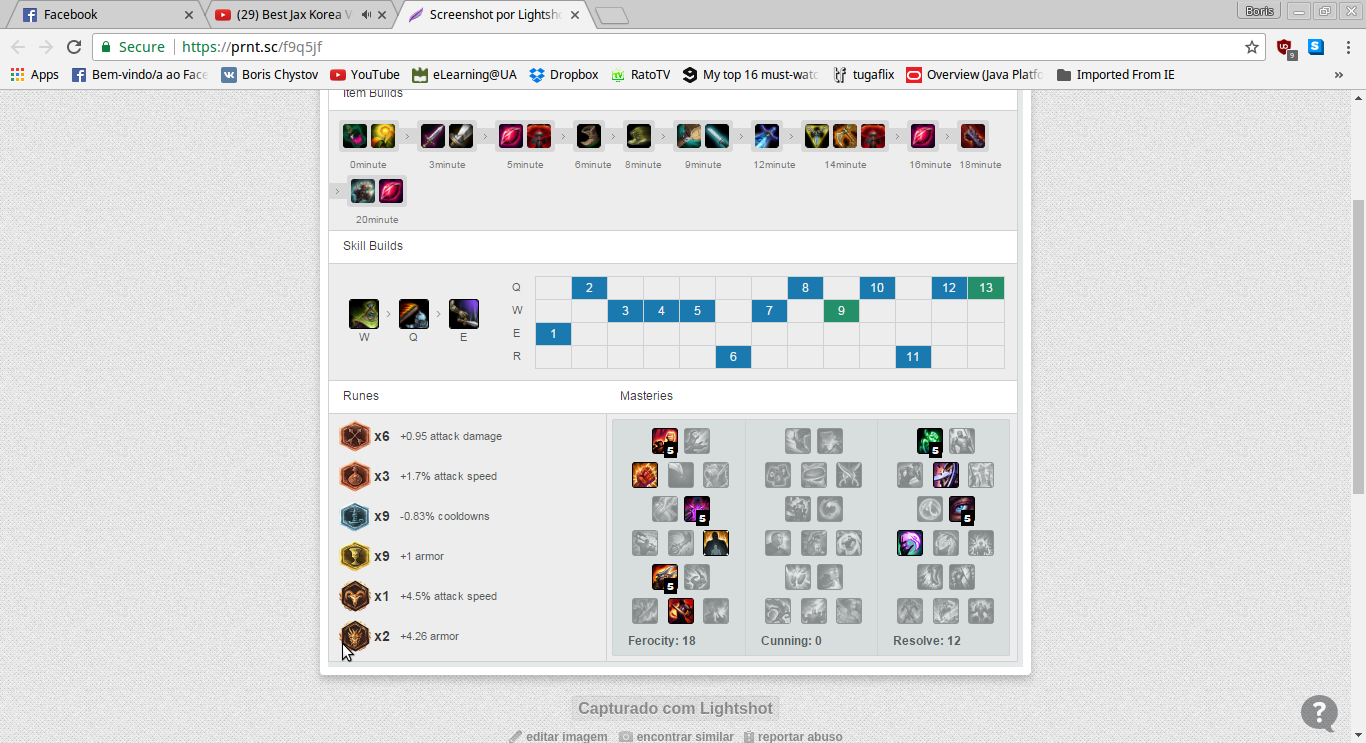 Facebook
(29) Best Jax Korea V
Screenshot por Lightsho
Boris
Secure
https://prnt.sc/f9q5jf
9
Apps
Bem-vindo/a ao Face
Boris Chystov
YouTube
eLearning@UA
Dropbox
RatoTV
My top 16 must-watc
tugaflix
Overview (Java Platfo
Imported From IE
»
Item Builds
0minute
3minute
5minute
6minute
8minute
9minute
12minute
14minute
16minute
18minute
20minute
Skill Builds
W
Q
E
Q 2 8 10 12 13
W 3 4 5 7 9
E 1
R 6 11
Runes
x6 +0.95 attack damage
x3 +1.7% attack speed
x9 -0.83% cooldowns
x9 +1 armor
x1 +4.5% attack speed
x2 +4.26 armor
Masteries
5
5
5
Ferocity: 18
Cunning: 0
5
5
Resolve: 12
Capturado com Lightshot
editar imagem
encontrar similar
reportar abuso
?